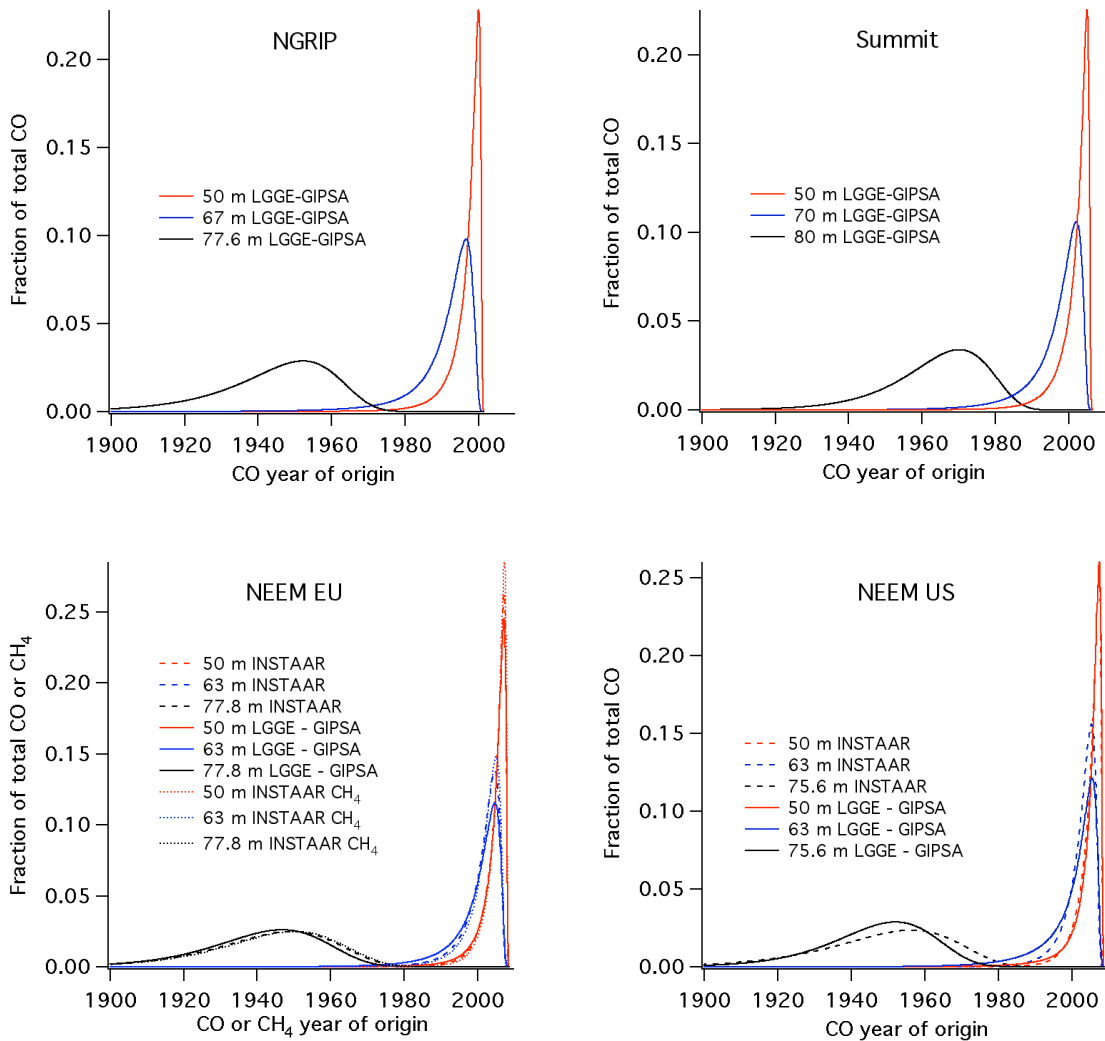 NGRIP
Fraction of total CO
0.20
0.15
0.10
0.05
0.00
50 m LGGE-GIPSA
67 m LGGE-GIPSA
77.6 m LGGE-GIPSA
1900 1920 1940 1960 1980 2000
CO year of origin
Summit
Fraction of total CO
0.20
0.15
0.10
0.05
0.00
50 m LGGE-GIPSA
70 m LGGE-GIPSA
80 m LGGE-GIPSA
1900 1920 1940 1960 1980 2000
CO year of origin
NEEM EU
Fraction of total CO or CH4
0.25
0.20
0.15
0.10
0.05
0.00
50 m INSTAAR
63 m INSTAAR
77.8 m INSTAAR
50 m LGGE - GIPSA
63 m LGGE - GIPSA
77.8 m LGGE - GIPSA
50 m INSTAAR CH4
63 m INSTAAR CH4
77.8 m INSTAAR CH4
1900 1920 1940 1960 1980 2000
CO or CH4 year of origin
NEEM US
Fraction of total CO
0.25
0.20
0.15
0.10
0.05
0.00
50 m INSTAAR
63 m INSTAAR
75.6 m INSTAAR
50 m LGGE - GIPSA
63 m LGGE - GIPSA
75.6 m LGGE - GIPSA
1900 1920 1940 1960 1980 2000
CO year of origin